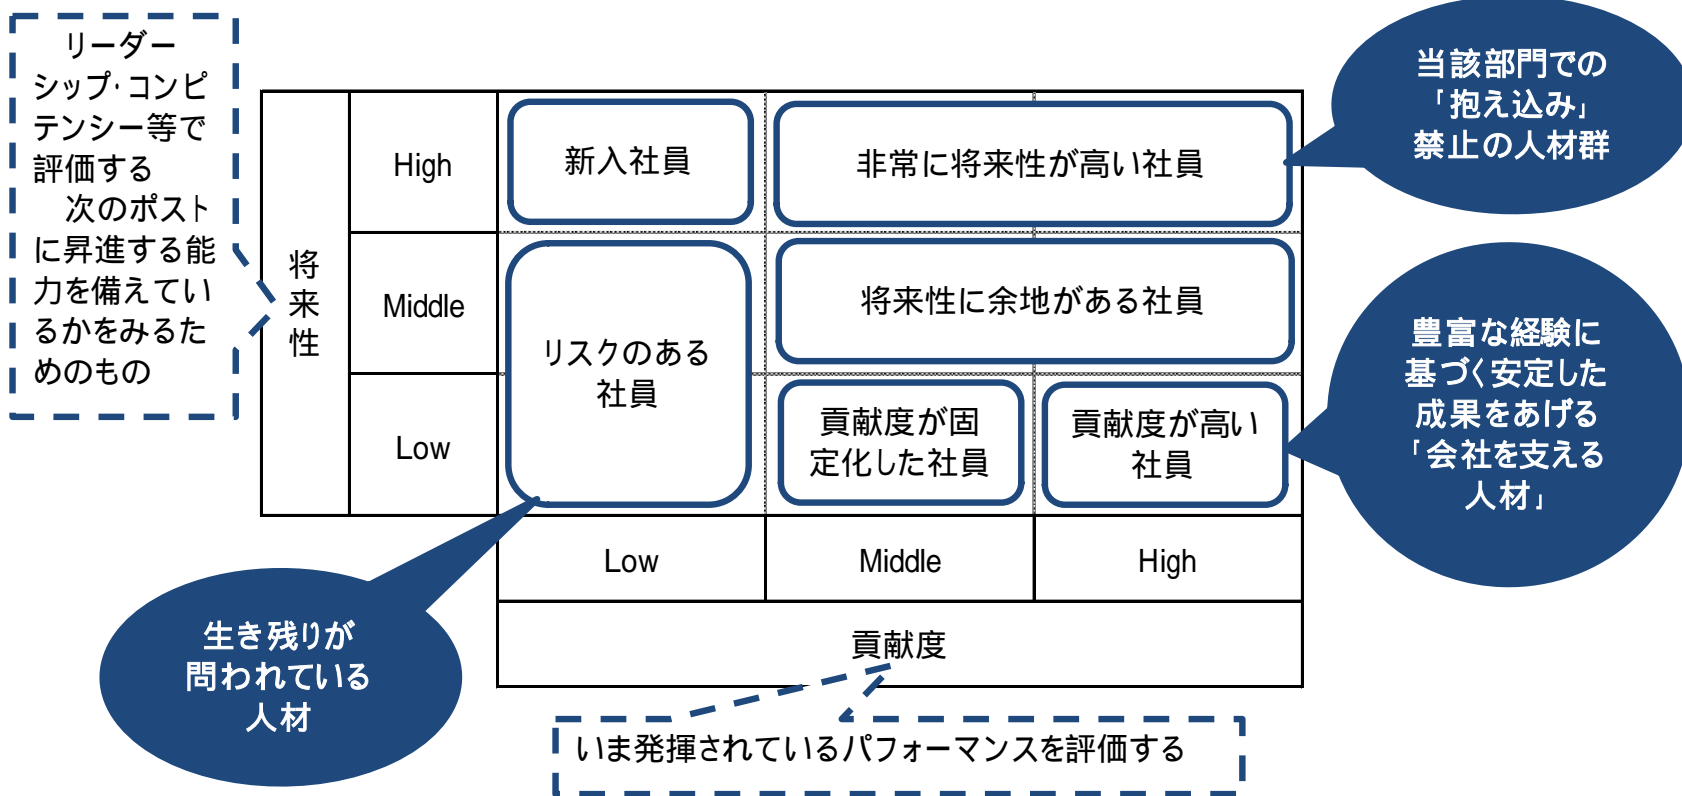 リーダー
シップ・コンピ
テンシー等で
評価する
次のポスト
に昇進する能
力を備えてい
るかをみるた
めのもの
当該部門での
「抱え込み」
禁止の人材群
将
来
性
High
新入社員
非常に将来性が高い社員
Middle
将来性に余地がある社員
リスクのある
社員
豊富な経験に
基づく安定した
成果をあげる
「会社を支える
人材」
Low
貢献度が固
定化した社員
貢献度が高い
社員
Low
Middle
High
貢献度
生き残りが
問われている
人材
いま発揮されているパフォーマンスを評価する